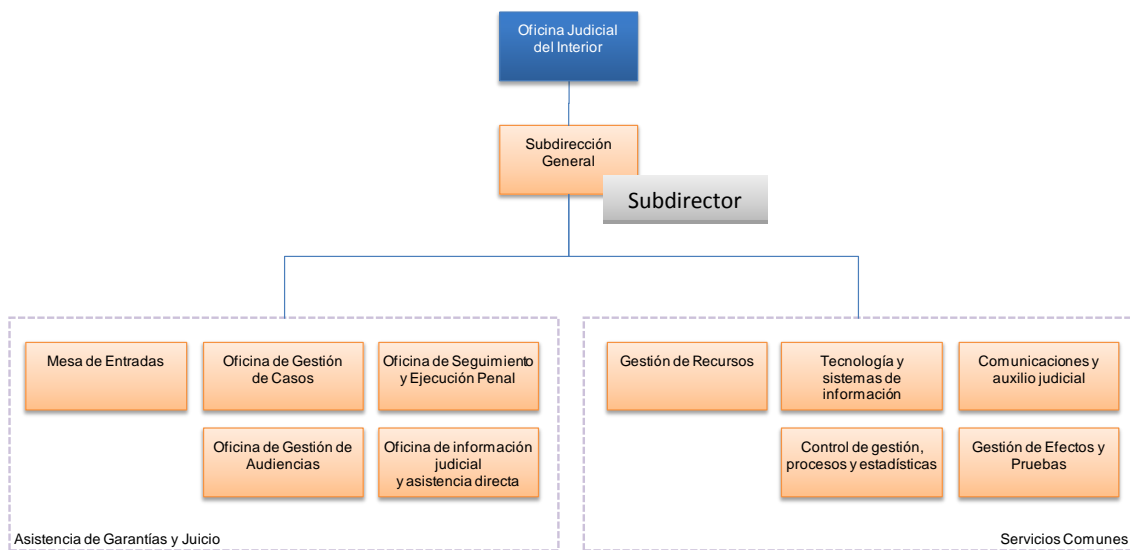 Oficina Judicial
del Interior
Subdirección
General
Subdirector
Mesa de Entradas
Oficina de Gestión
de Casos
Oficina de Seguimiento
y Ejecución Penal
Oficina de Gestión de
Audiencias
Oficina de información
judicial
y asistencia directa
Asistencia de Garantías y Juicio
Gestión de Recursos
Tecnología y
sistemas de
información
Comunicaciones y
auxilio judicial
Control de gestión,
procesos y estadísticas
Gestión de Efectos y
Pruebas
Servicios Comunes